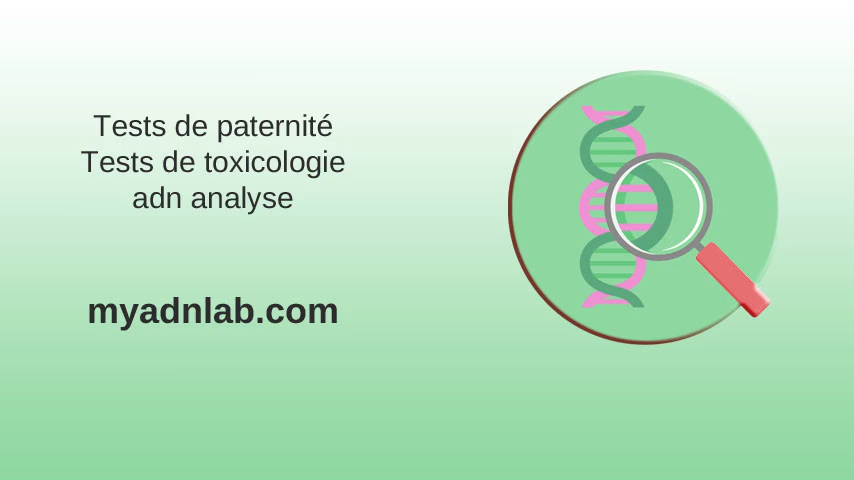 Tests de paternité
Tests de toxicologie
adn analyse
myadnlab.com